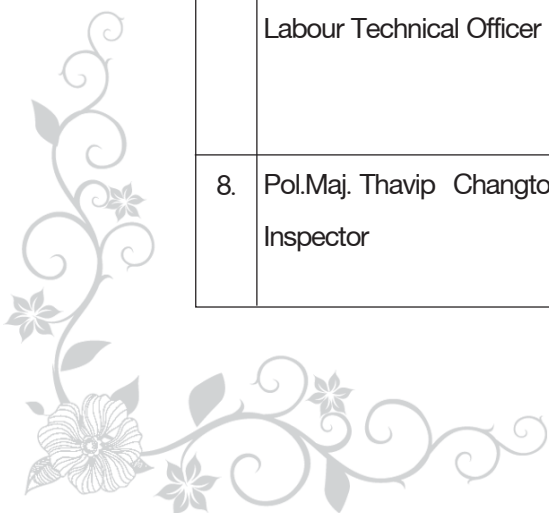 Labour Technical Officer
8. Pol.Maj. Thavip Changto
Inspector